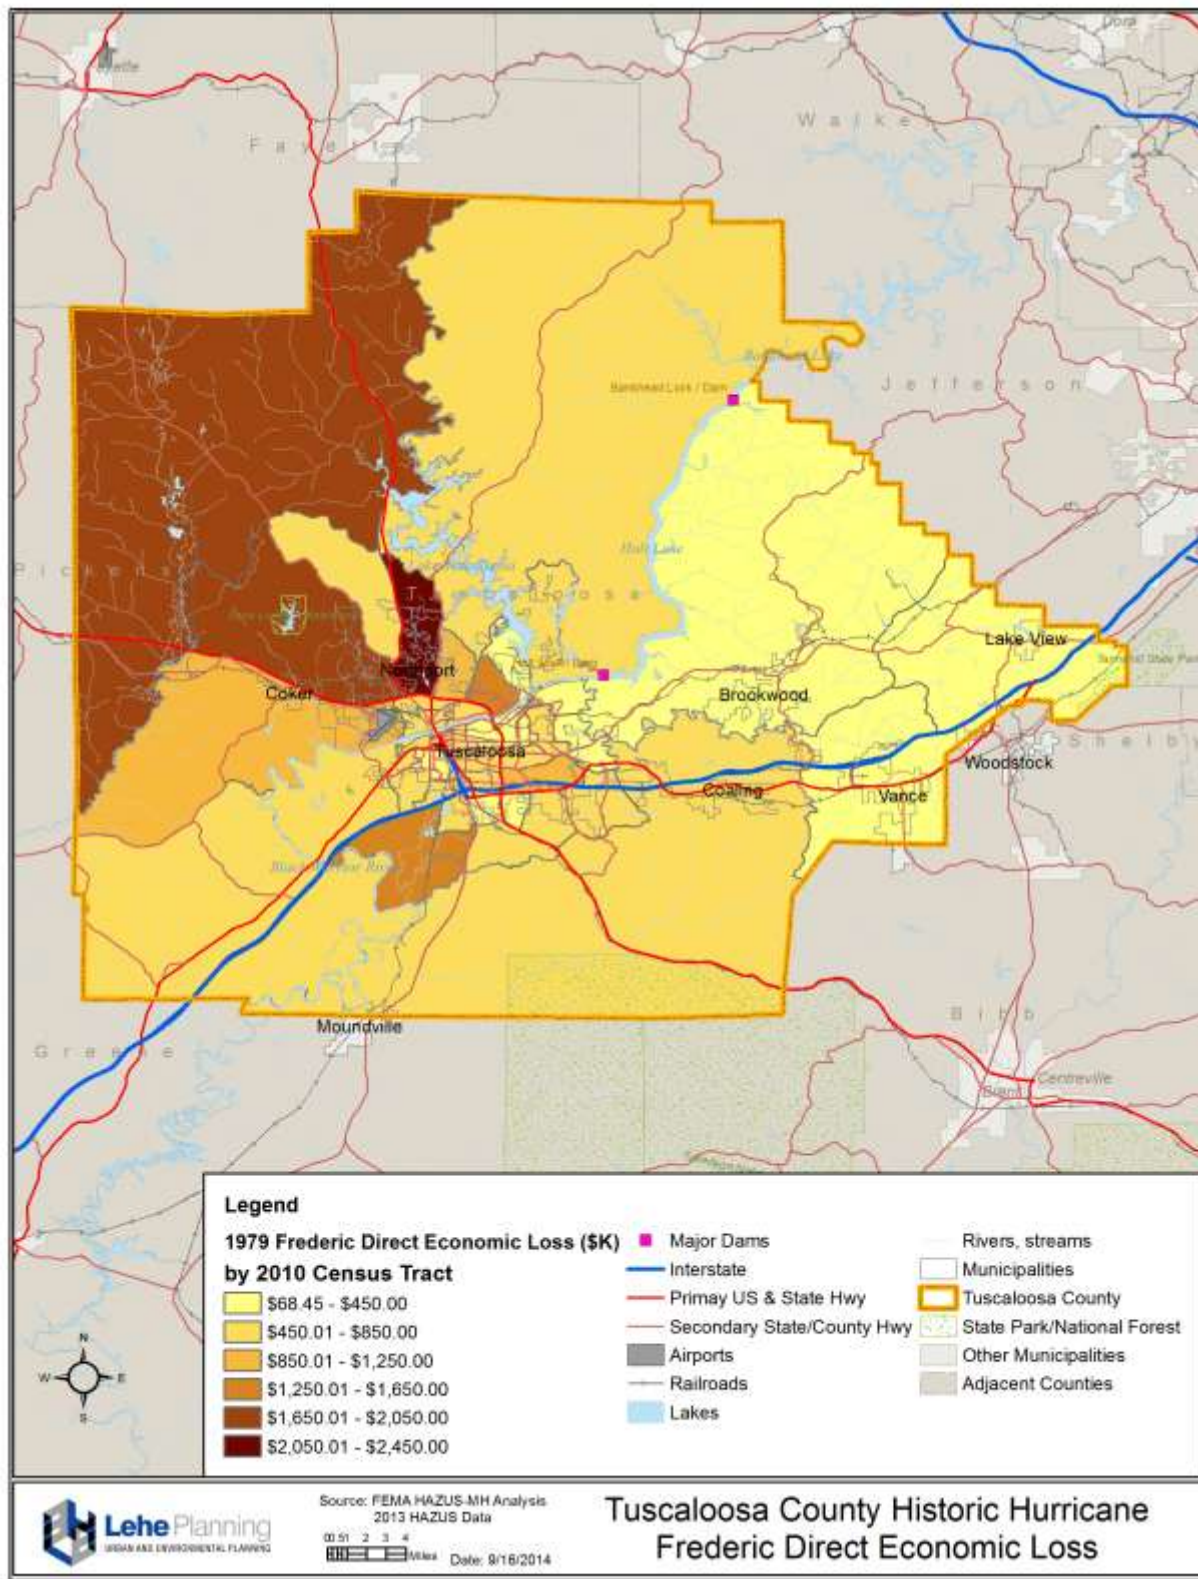 Dora
Fayette
Walke
Jefferson
Bankhead Lock / Dam
Holt Lake
Pickens
Lake View
Northport
Coker
Brookwood
Shelby
Tuscaloosa
Woodstock
Coaling
Vance
Black Warrior River
Bibb
Moundville
Greene
Centreville
Brent
Legend
1979 Frederic Direct Economic Loss ($K)
by 2010 Census Tract
$68.45 - $450.00
$450.01 - $850.00
$850.01 - $1,250.00
$1,250.01 - $1,650.00
$1,650.01 - $2,050.00
$2,050.01 - $2,450.00
Major Dams
Interstate
Primay US & State Hwy
Secondary State/County Hwy
Airports
Railroads
Lakes
Rivers, streams
Municipalities
Tuscaloosa County
State Park/National Forest
Other Municipalities
Adjacent Counties
N
W E
S
Lehe Planning
URBAN AND ENVIRONMENTAL PLANNING
Source: FEMA HAZUS-MH Analysis
2013 HAZUS Data
0 0.5 1 2 3 4
Miles
Date: 9/16/2014
Tuscaloosa County Historic Hurricane
Frederic Direct Economic Loss